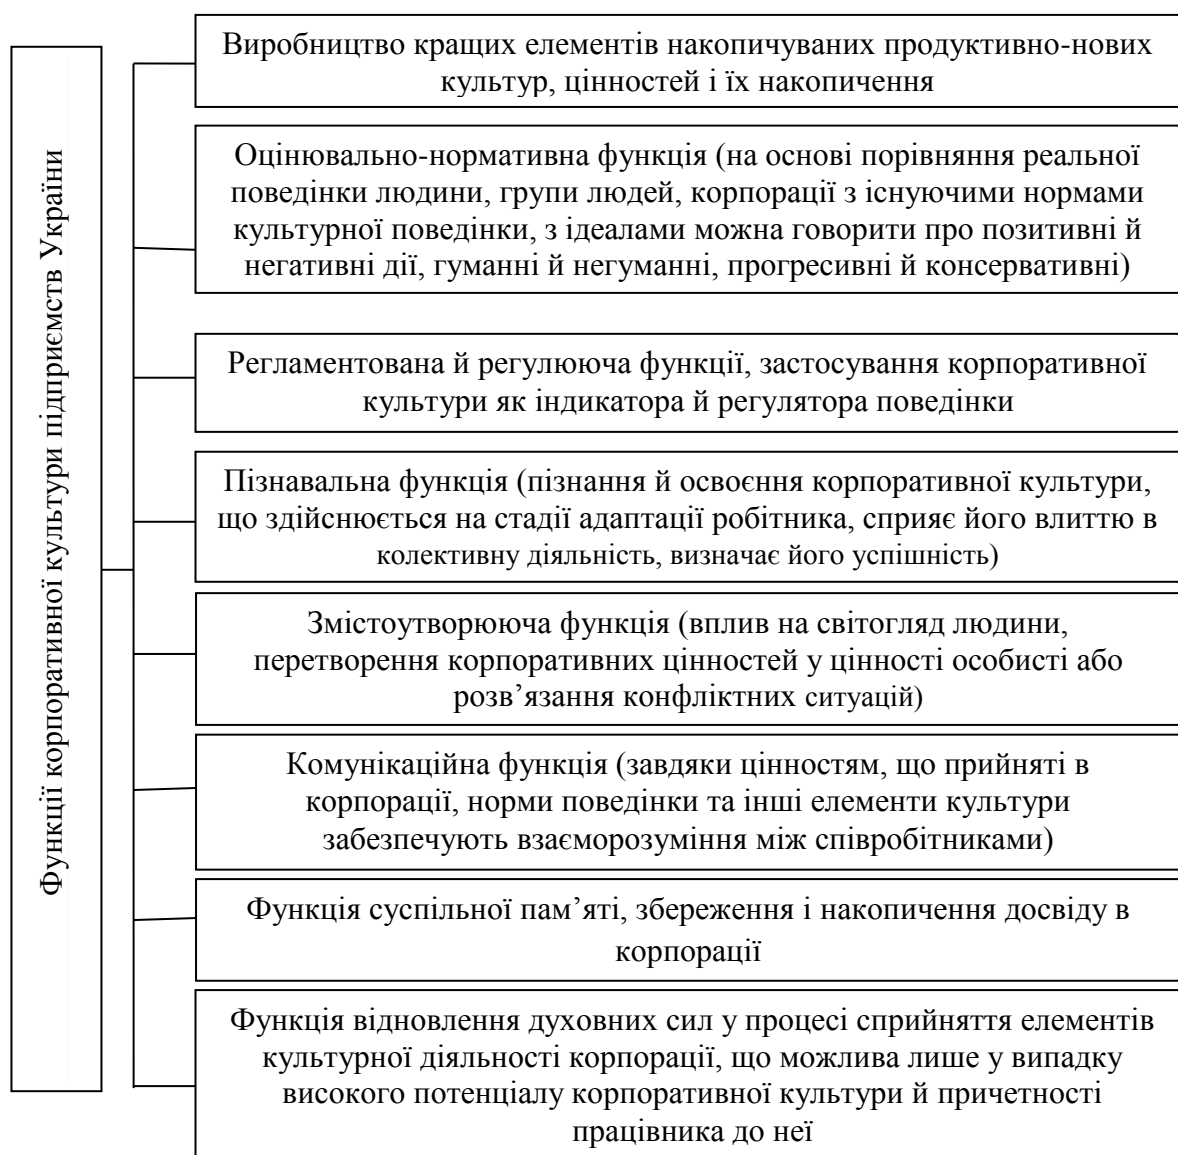 Функції корпоративної культури підприємств України
Виробництво кращих елементів накопичуваних продуктивно-нових
культур, цінностей і їх накопичення
Оцінювально-нормативна функція (на основі порівняння реальної
поведінки людини, групи людей, корпорації з існуючими нормами
культурної поведінки, з ідеалами можна говорити про позитивні й
негативні дії, гуманні й негуманні, прогресивні й консервативні)
Регламентована й регулююча функції, застосування корпоративної
культури як індикатора й регулятора поведінки
Пізнавальна функція (пізнання й освоєння корпоративної культури,
що здійснюється на стадії адаптації робітника, сприяє його влиттю в
колективну діяльність, визначає його успішність)
Змістоутворююча функція (вплив на світогляд людини,
перетворення корпоративних цінностей у цінності особисті або
розв’язання конфліктних ситуацій)
Комунікаційна функція (завдяки цінностям, що прийняті в
корпорації, норми поведінки та інші елементи культури
забезпечують взаєморозуміння між співробітниками)
Функція суспільної пам’яті, збереження і накопичення досвіду в
корпорації
Функція відновлення духовних сил у процесі сприйняття елементів
культурної діяльності корпорації, що можлива лише у випадку
високого потенціалу корпоративної культури й причетності
працівника до неї